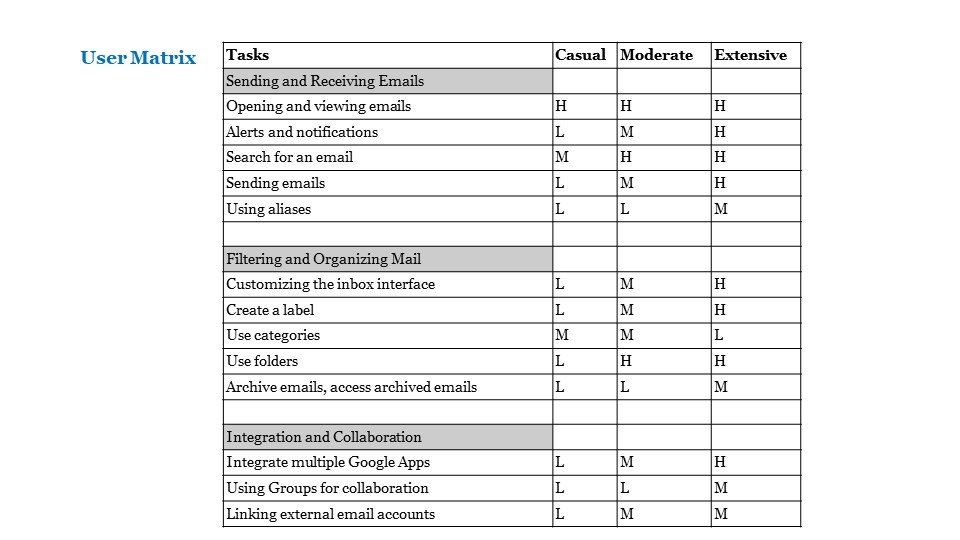 User Matrix
Tasks Casual Moderate Extensive
Sending and Receiving Emails
Opening and viewing emails H H H
Alerts and notifications L M H
Search for an email M H H
Sending emails L M H
Using aliases L L M
Filtering and Organizing Mail
Customizing the inbox interface L M H
Create a label L M H
Use categories M M L
Use folders L H H
Archive emails, access archived emails L L M
Integration and Collaboration
Integrate multiple Google Apps L M H
Using Groups for collaboration L L M
Linking external email accounts L M M